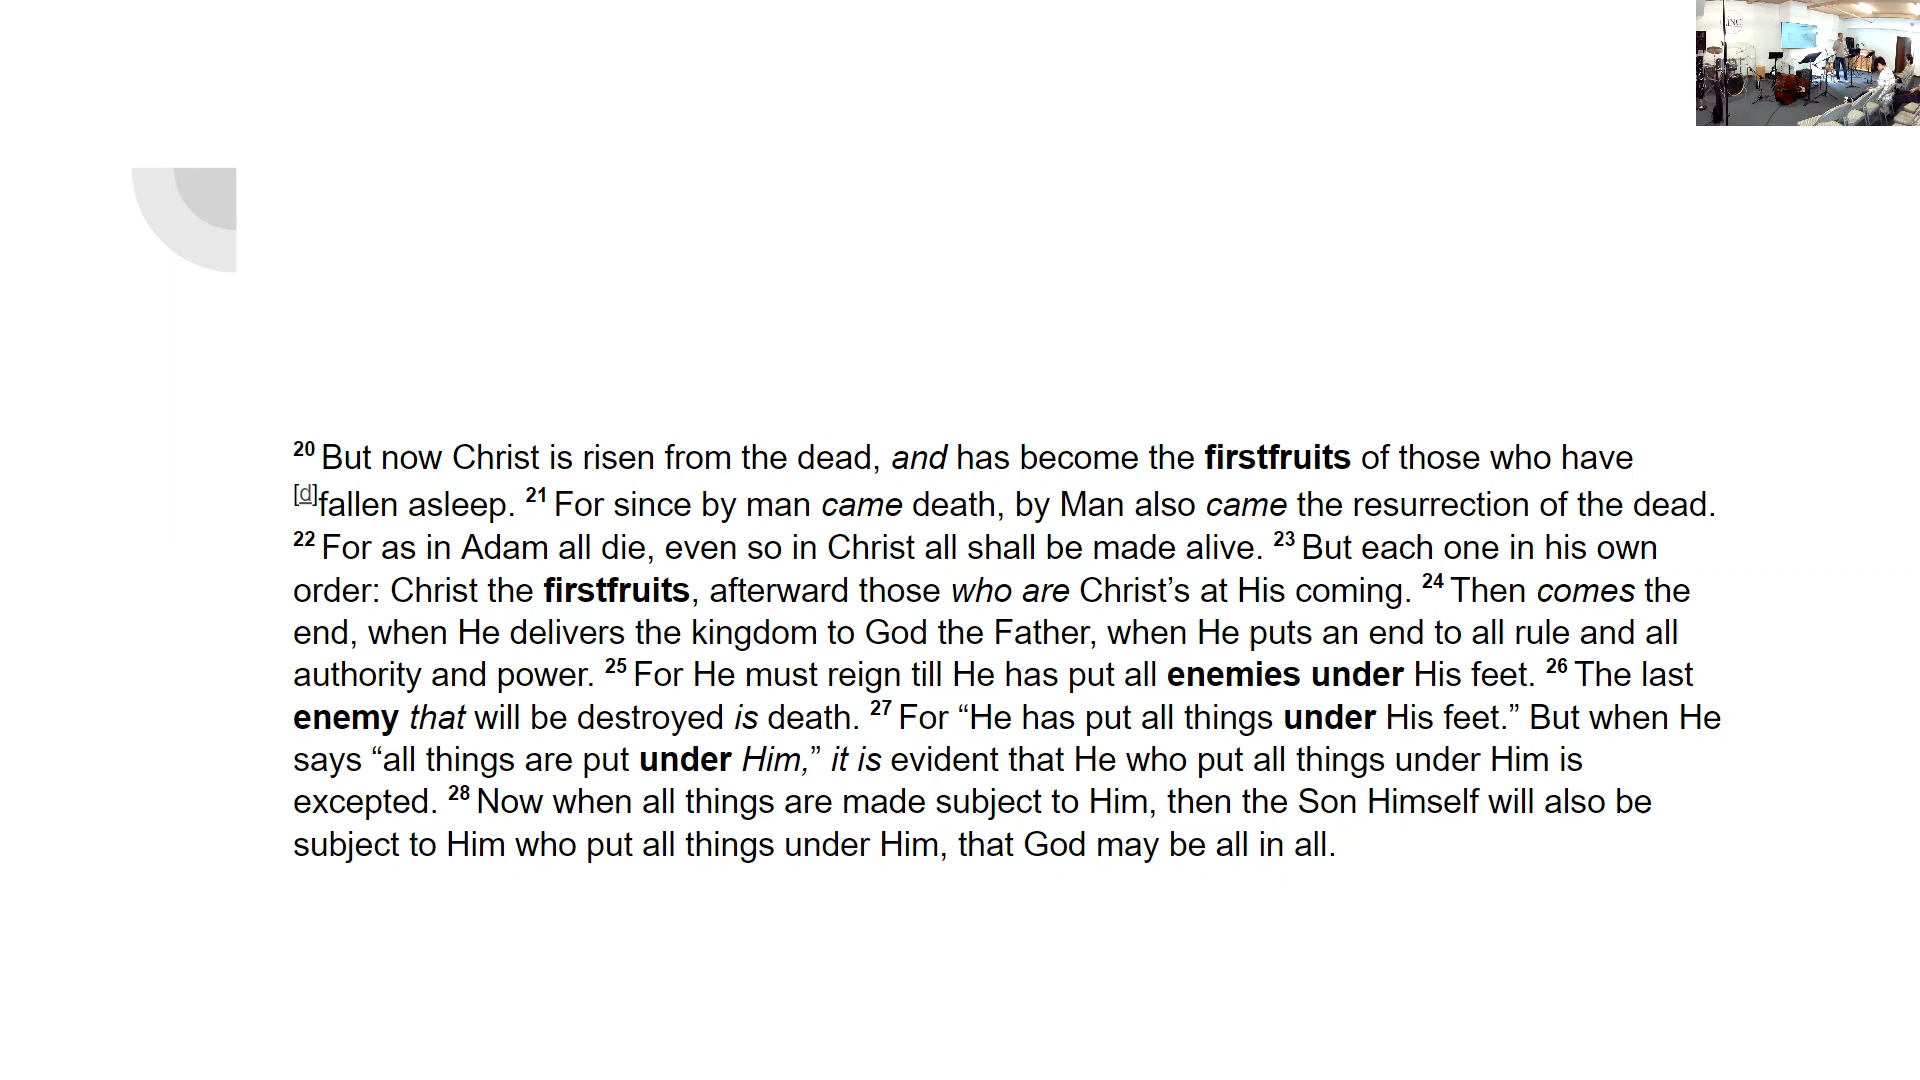 20 But now Christ is risen from the dead, and has become the firstfruits of those who have
[d]fallen asleep. 21 For since by man came death, by Man also came the resurrection of the dead.
22 For as in Adam all die, even so in Christ all shall be made alive. 23 But each one in his own
order: Christ the firstfruits, afterward those who are Christ’s at His coming. 24 Then comes the
end, when He delivers the kingdom to God the Father, when He puts an end to all rule and all
authority and power. 25 For He must reign till He has put all enemies under His feet. 26 The last
enemy that will be destroyed is death. 27 For “He has put all things under His feet.” But when He
says “all things are put under Him,” it is evident that He who put all things under Him is
excepted. 28 Now when all things are made subject to Him, then the Son Himself will also be
subject to Him who put all things under Him, that God may be all in all.